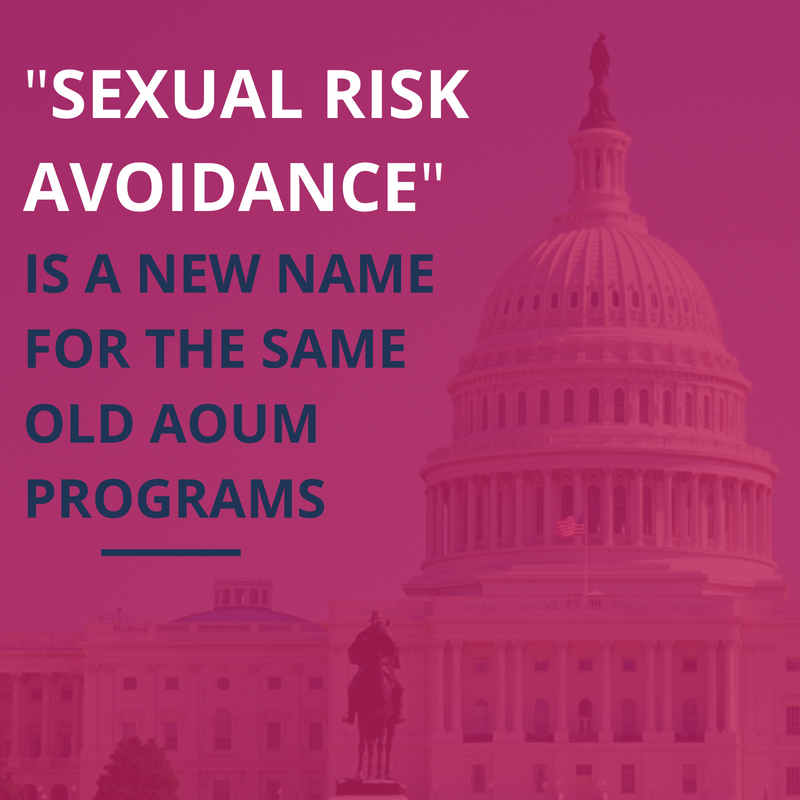 "SEXUAL RISK
AVOIDANCE"
IS A NEW NAME
FOR THE SAME
OLD AOUM
PROGRAMS